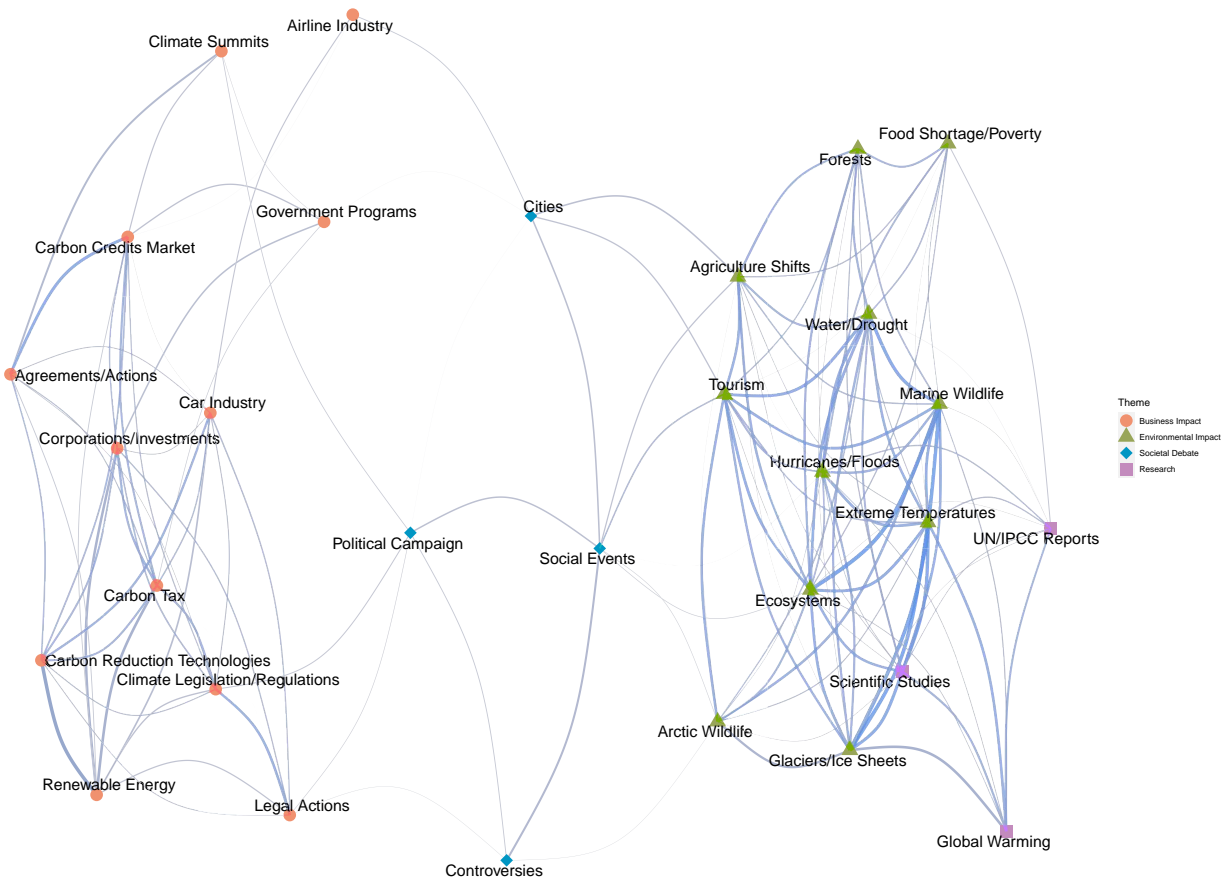 Airline Industry
Climate Summits
Food Shortage/Poverty
Forests
Cities
Government Programs
Carbon Credits Market
Agriculture Shifts
Water/Drought
Agreements/Actions
Tourism
Marine Wildlife
Car Industry
Corporations/Investments
Hurricanes/Floods
Extreme Temperatures
UN/IPCC Reports
Political Campaign
Social Events
Carbon Tax
Ecosystems
Carbon Reduction Technologies
Climate Legislation/Regulations
Scientific Studies
Arctic Wildlife
Glaciers/Ice Sheets
Renewable Energy
Legal Actions
Global Warming
Controversies
Theme
Business Impact
Environmental Impact
Societal Debate
Research